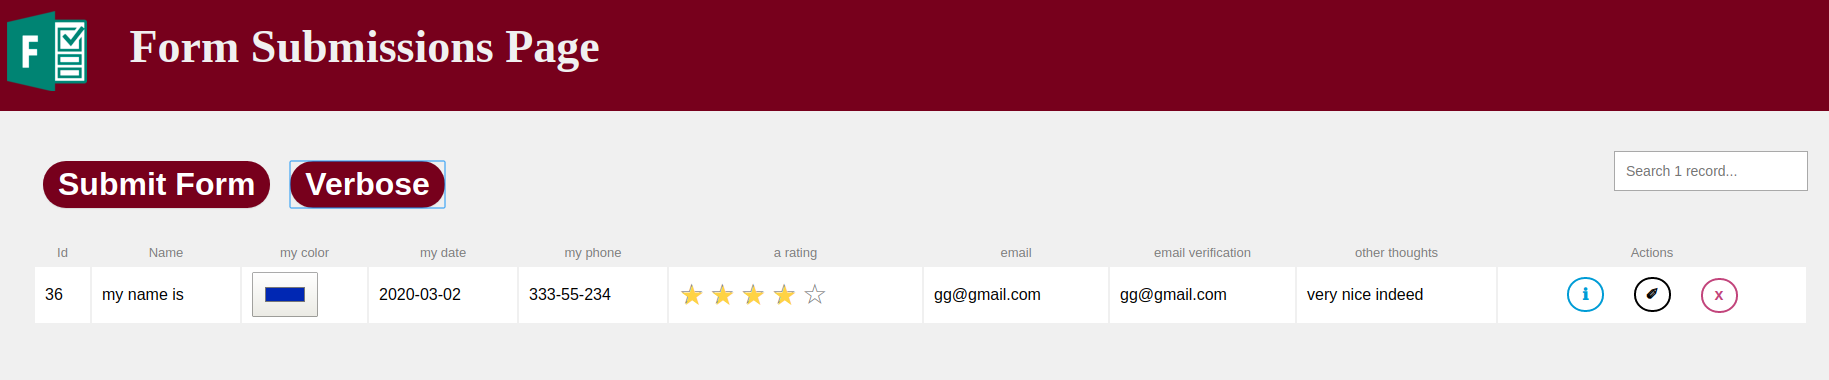 F
Form Submissions Page
Submit Form Verbose
Search 1 record...
Id Name my color my date my phone a rating email email verification other thoughts Actions
36 my name is 2020-03-02 333-55-234 gg@gmail.com gg@gmail.com very nice indeed i x